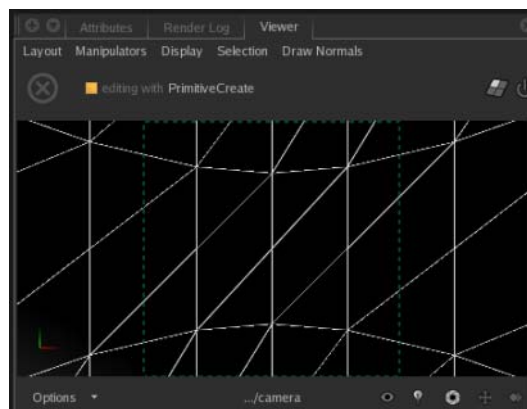 Attributes Render Log Viewer
Layout Manipulators Display Selection Draw Normals
editing with PrimitiveCreate
Options .../camera